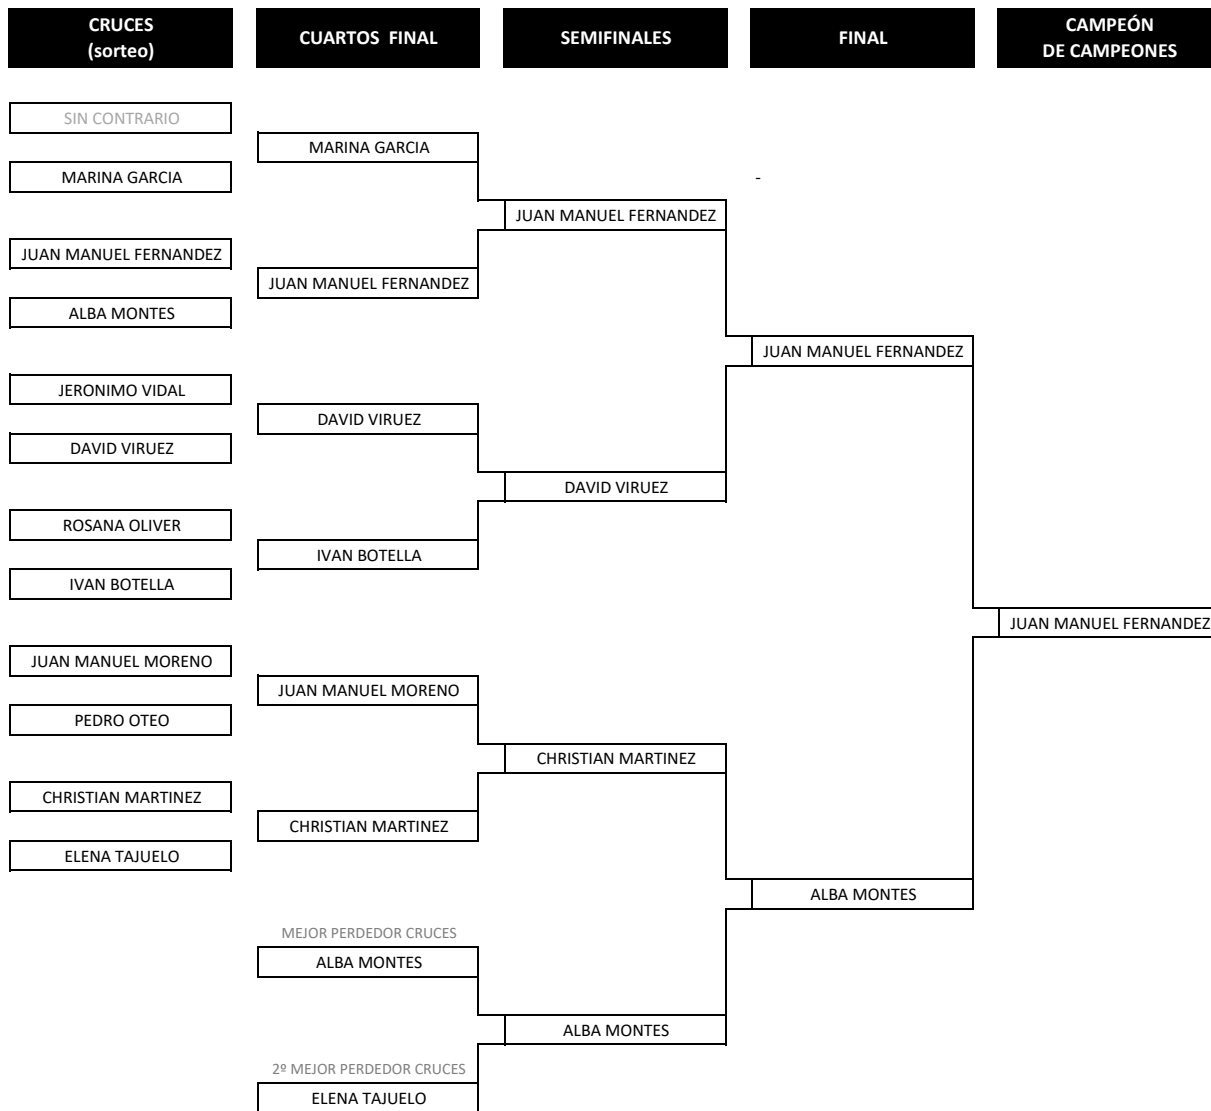 CRUCES
(sorteo)
CUARTOS FINAL
SEMIFINALES
FINAL
CAMPEÓN
DE CAMPEONES
SIN CONTRARIO
MARINA GARCIA
JUAN MANUEL FERNANDEZ
ALBA MONTES
JERONIMO VIDAL
DAVID VIRUEZ
ROSANA OLIVER
IVAN BOTELLA
JUAN MANUEL MORENO
PEDRO OTEO
CHRISTIAN MARTINEZ
ELENA TAJUELO
MARINA GARCIA
JUAN MANUEL FERNANDEZ
DAVID VIRUEZ
IVAN BOTELLA
JUAN MANUEL MORENO
CHRISTIAN MARTINEZ
MEJOR PERDEDOR CRUCES
ALBA MONTES
2º MEJOR PERDEDOR CRUCES
ELENA TAJUELO
JUAN MANUEL FERNANDEZ
DAVID VIRUEZ
CHRISTIAN MARTINEZ
ALBA MONTES
-
JUAN MANUEL FERNANDEZ
ALBA MONTES
JUAN MANUEL FERNANDEZ